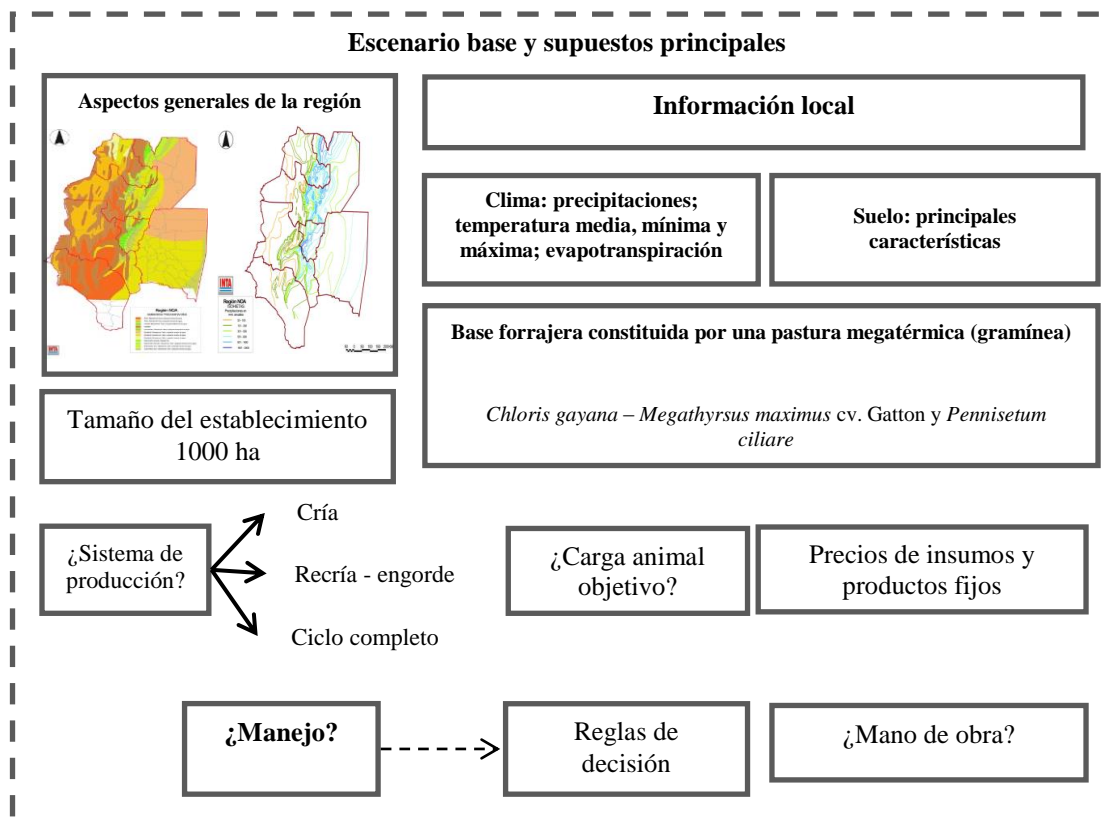 Escenario base y supuestos principales
Aspectos generales de la región
INTA
Región NOA
Información local
Clima: precipitaciones;
temperatura media, mínima y
máxima; evapotranspiración
Suelo: principales
características
Base forrajera constituida por una pastura megatérmica (gramínea)
Chloris gayana – Megathyrsus maximus cv. Gatton y Pennisetum
ciliare
Tamaño del establecimiento
1000 ha
¿Sistema de
producción?
Cría
Recría - engorde
Ciclo completo
¿Carga animal
objetivo?
Precios de insumos y
productos fijos
¿Manejo?
Reglas de
decisión
¿Mano de obra?